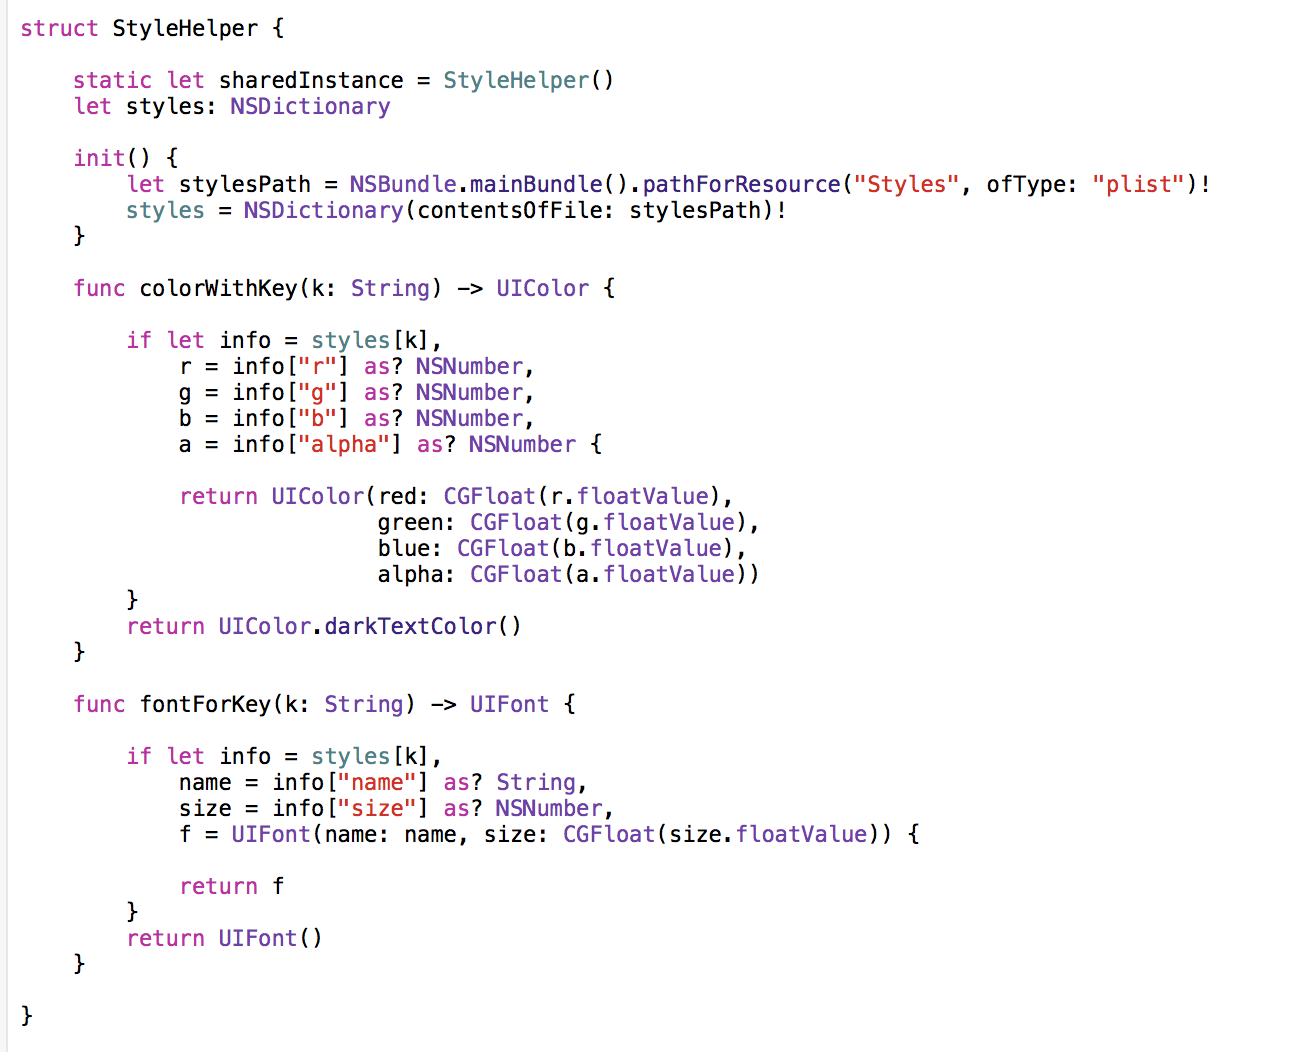 struct StyleHelper {
static let sharedInstance = StyleHelper()
let styles: NSDictionary
init() {
let stylesPath = NSBundle.mainBundle().pathForResource("Styles", ofType: "plist")!
styles = NSDictionary(contentsOfFile: stylesPath)!
}
func colorWithKey(k: String) -> UIColor {
if let info = styles[k],
r = info["r"] as? NSNumber,
g = info["g"] as? NSNumber,
b = info["b"] as? NSNumber,
a = info["alpha"] as? NSNumber {
return UIColor(red: CGFloat(r.floatValue),
green: CGFloat(g.floatValue),
blue: CGFloat(b.floatValue),
alpha: CGFloat(a.floatValue))
}
return UIColor.darkTextColor()
}
func fontForKey(k: String) -> UIFont {
if let info = styles[k],
name = info["name"] as? String,
size = info["size"] as? NSNumber,
f = UIFont(name: name, size: CGFloat(size.floatValue)) {
return f
}
return UIFont()
}
}